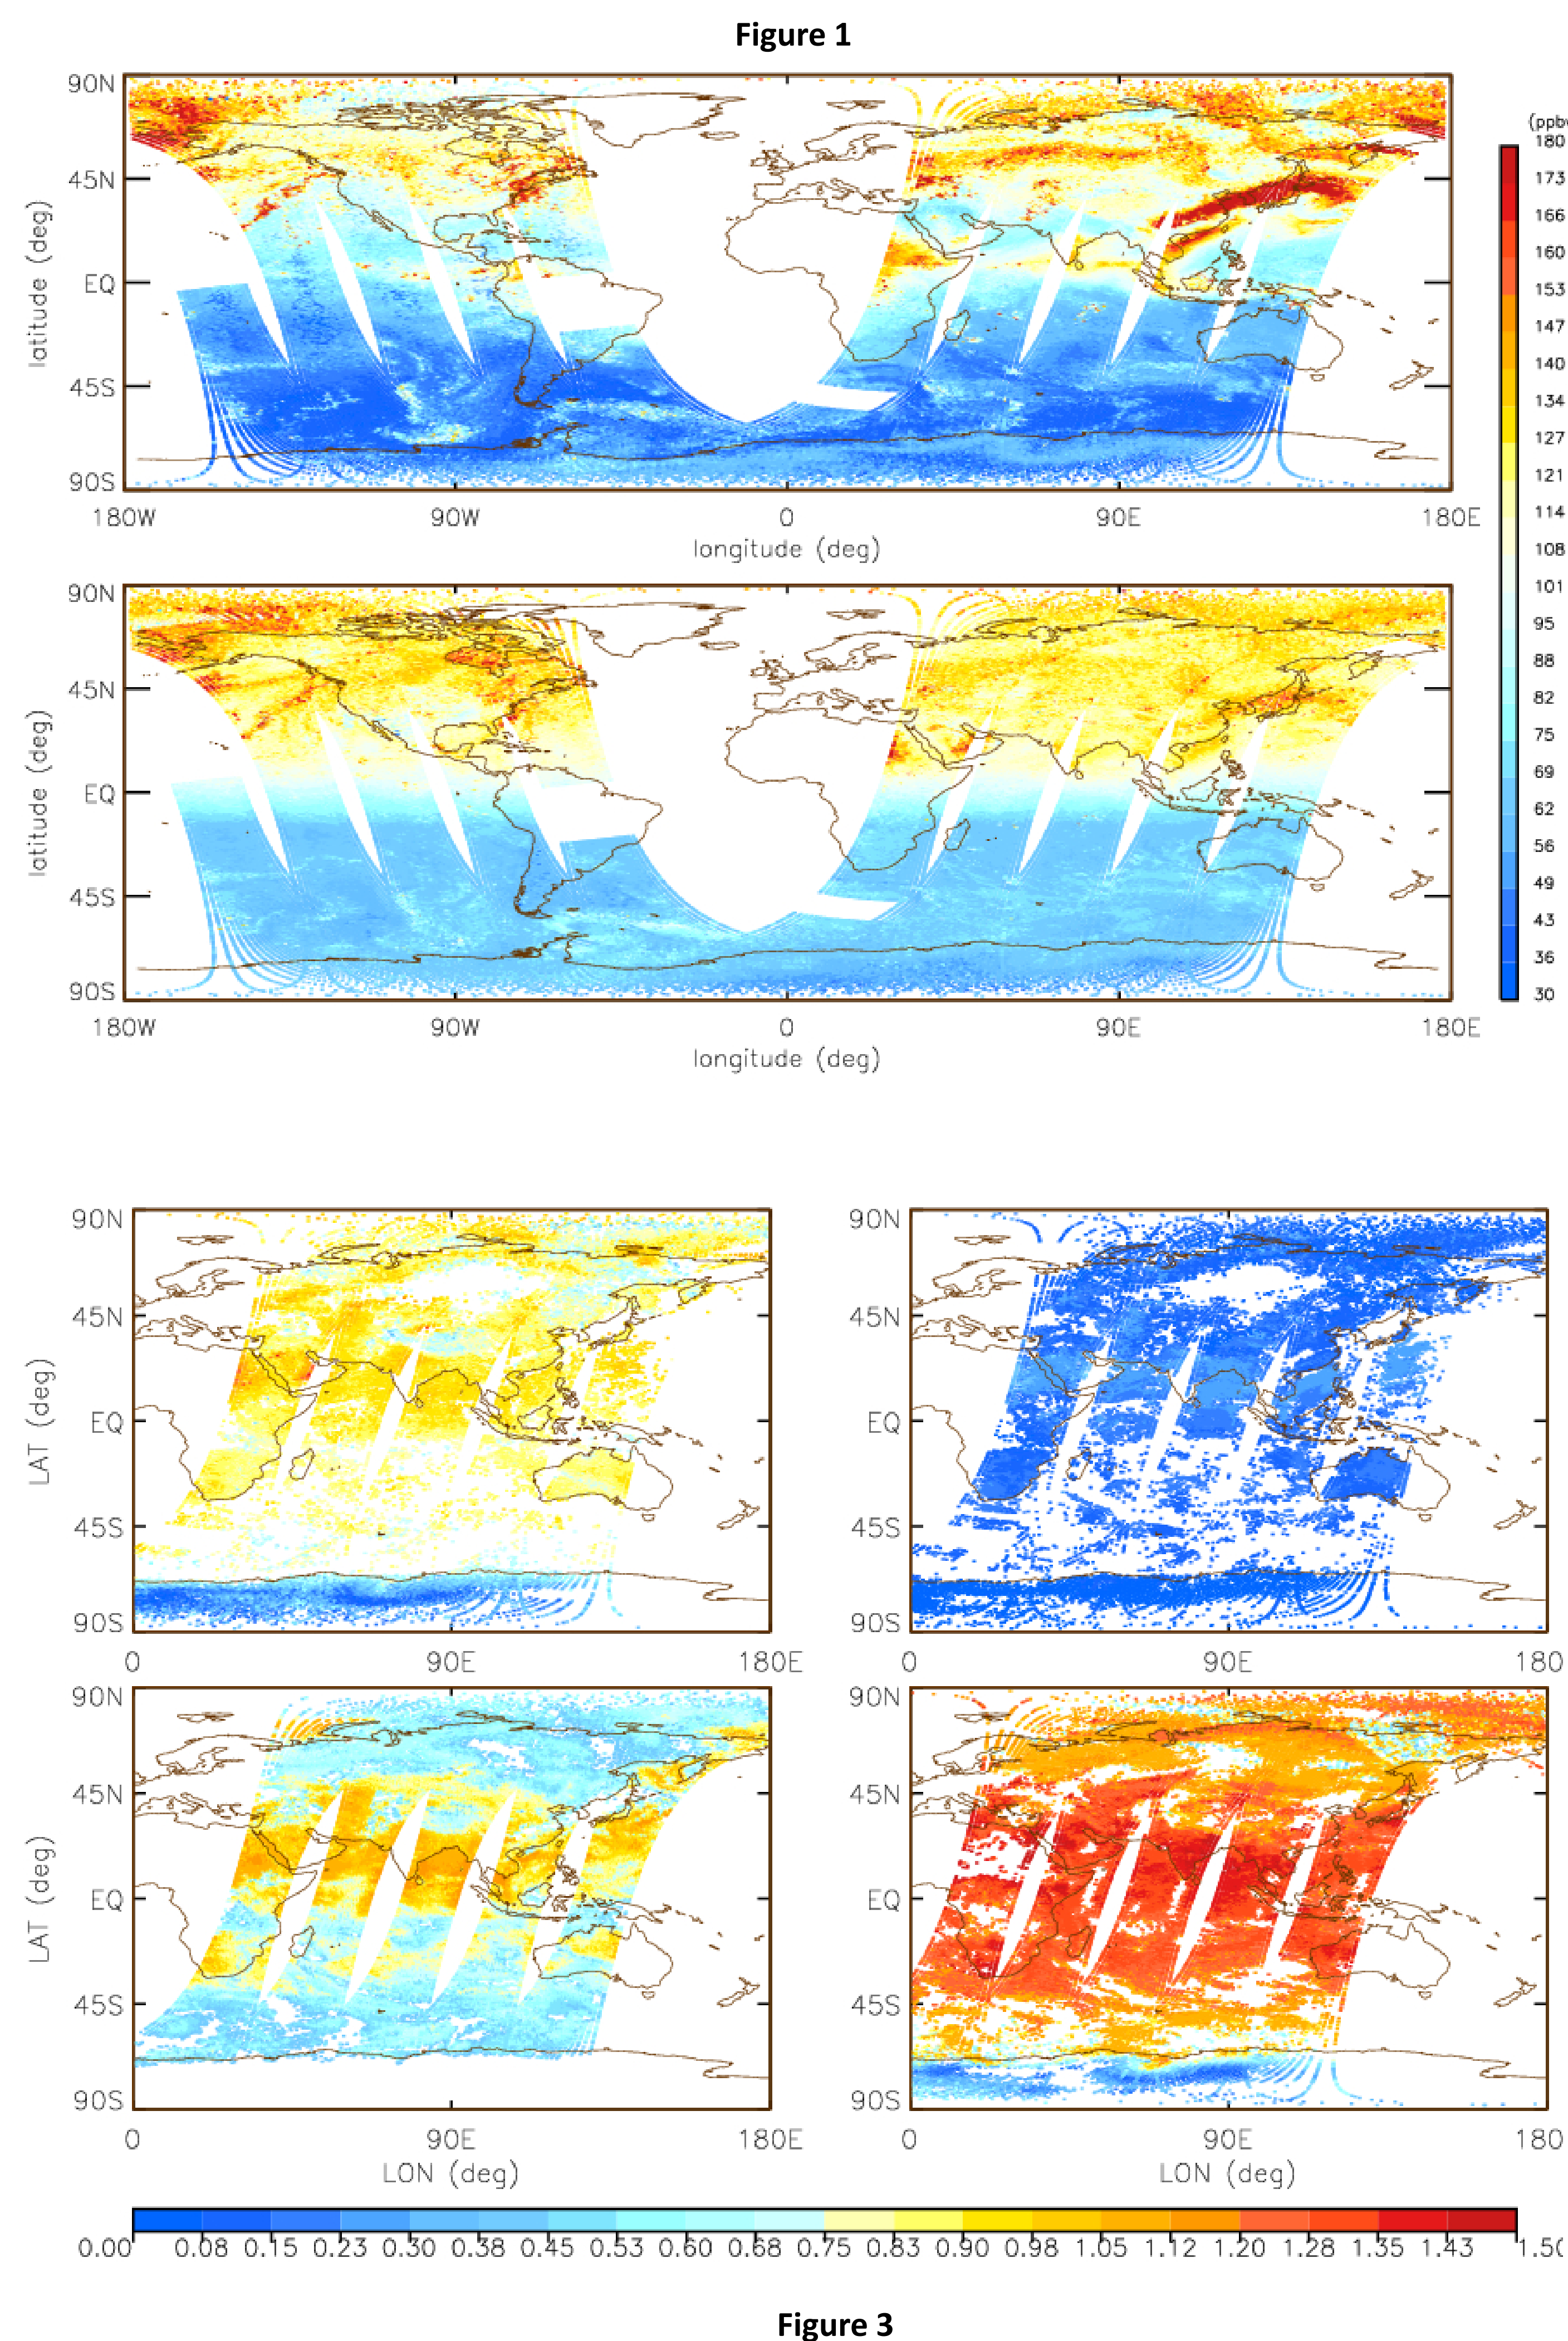 Figure 1
90N
45N
EQ
45S
90S
latitude (deg)
180W 90W 0 90E 180E
longitude (deg)
90N
45N
EQ
45S
90S
latitude (deg)
180W 90W 0 90E 180E
longitude (deg)
(ppbv
180
173
166
160
153
147
140
134
127
121
114
108
101
95
88
82
75
69
62
56
49
43
36
30
90N
45N
EQ
45S
90S
LAT (deg)
0 90E 180E
90N
45N
EQ
45S
90S
0 90E 180
90N
45N
EQ
45S
90S
LAT (deg)
0 90E 180E
LON (deg)
90N
45N
EQ
45S
90S
0 90E 180
LON (deg)
0.00 0.08 0.15 0.23 0.30 0.38 0.45 0.53 0.60 0.68 0.75 0.83 0.90 0.98 1.05 1.12 1.20 1.28 1.35 1.43 1.50
Figure 3